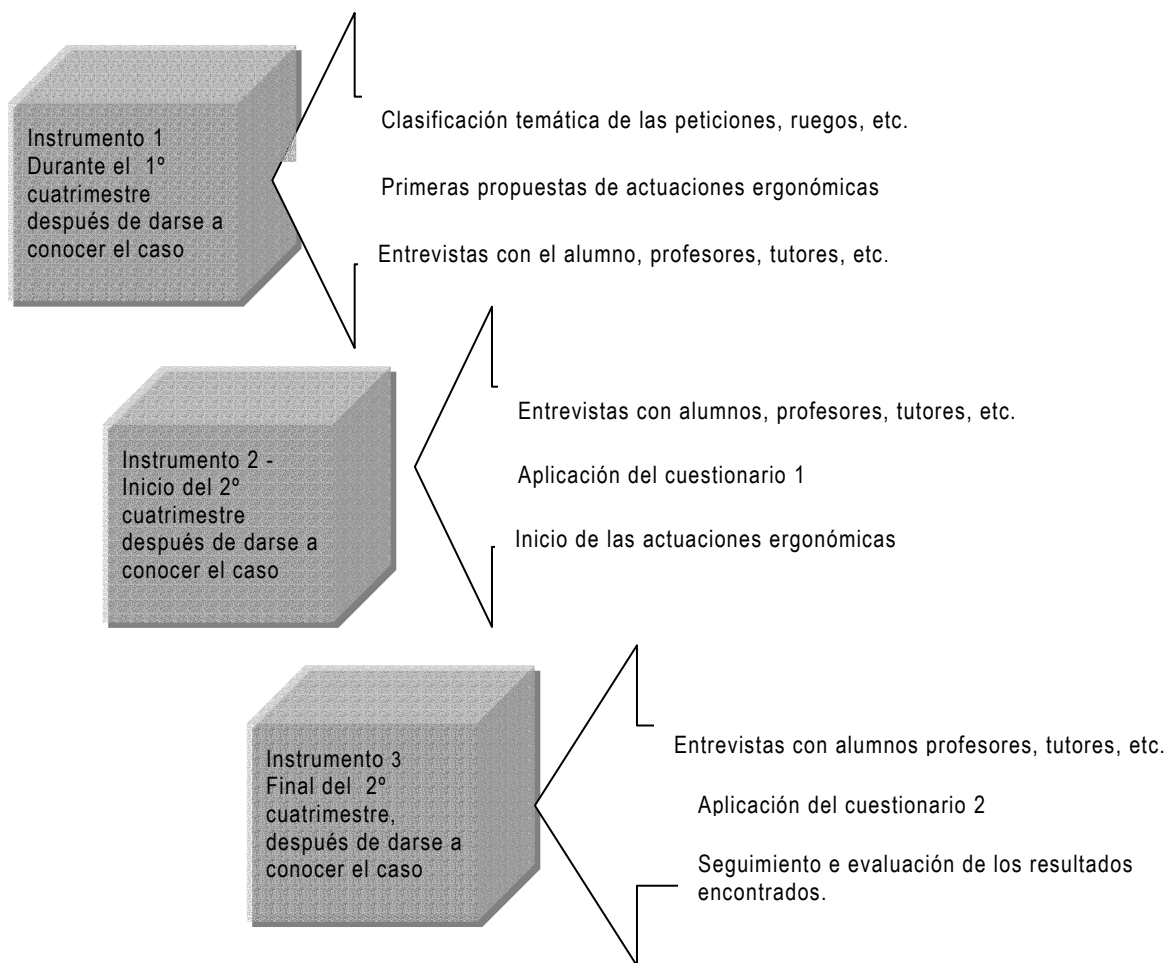 Instrumento 1
Durante el 1º
cuatrimestre
después de darse a
conocer el caso
Clasificación temática de las peticiones, ruegos, etc.
Primeras propuestas de actuaciones ergonómicas
Entrevistas con el alumno, profesores, tutores, etc.
Instrumento 2 -
Inicio del 2º
cuatrimestre
después de darse a
conocer el caso
Entrevistas con alumnos, profesores, tutores, etc.
Aplicación del cuestionario 1
Inicio de las actuaciones ergonómicas
Instrumento 3
Final del 2º
cuatrimestre,
después de darse a
conocer el caso
Entrevistas con alumnos profesores, tutores, etc.
Aplicación del cuestionario 2
Seguimiento e evaluación de los resultados
encontrados.